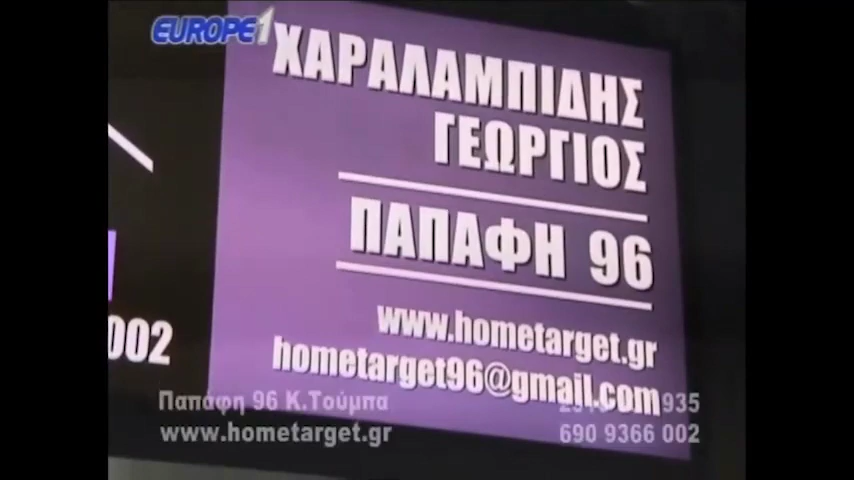 EUROPE1
ΧΑΡΑΛΑΜΠΙΔΗΣ
ΓΕΩΡΓΙΟΣ
ΠΑΠΑΦΗ 96
www.hometarget.gr
hometarget96@gmail.com
002
Παπάφη 96 Κ.Τούμπα
935
www.hometarget.gr
690 9366 002